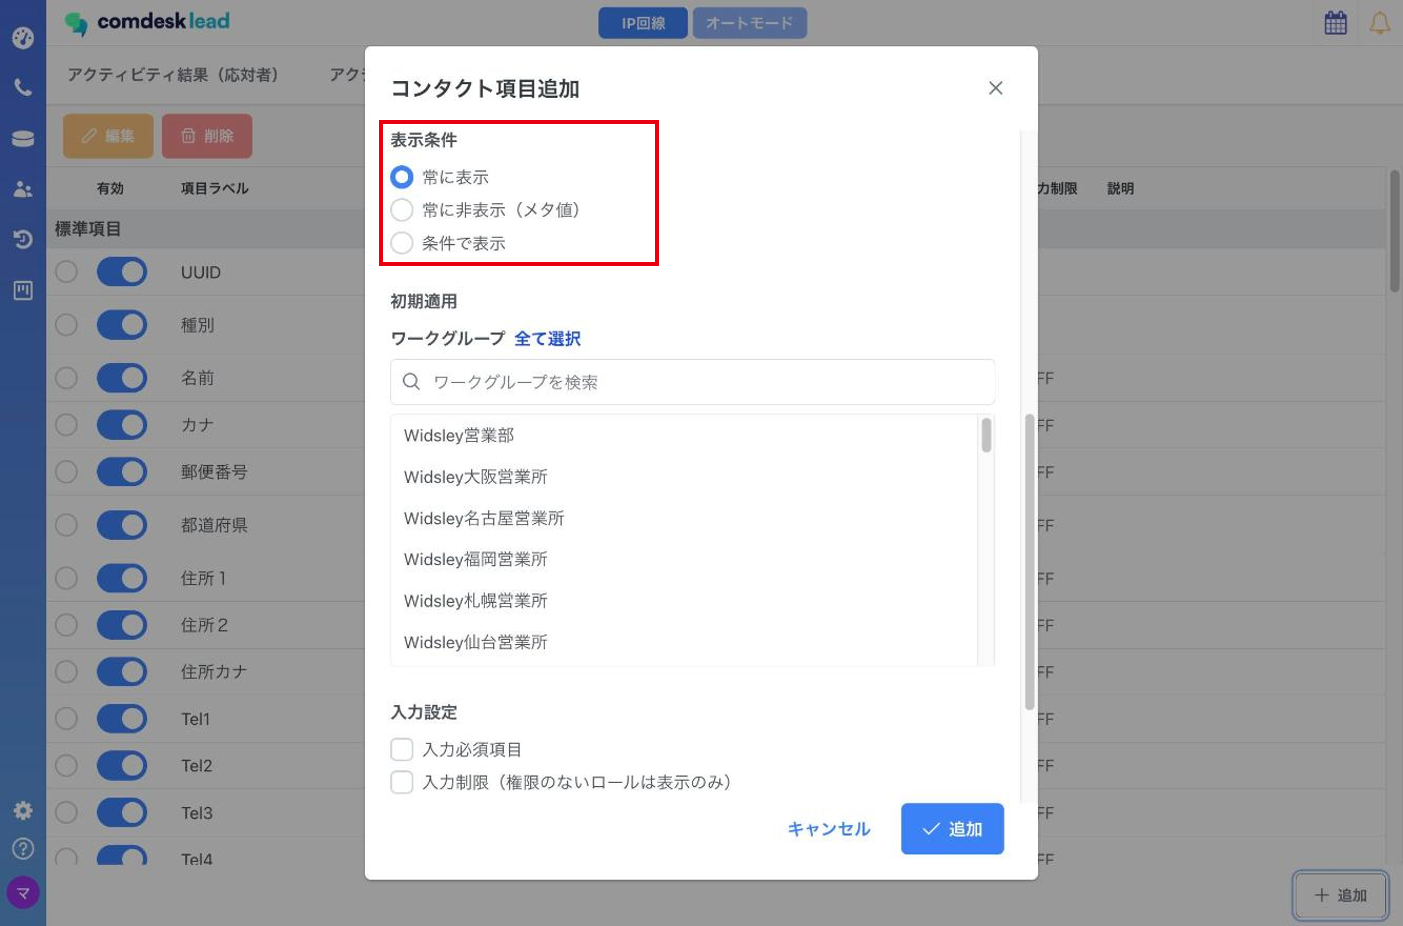 comdesk lead
IP回線
オートモード
アクティビティ結果（応対者）
アク
コンタクト項目追加
編集
削除
表示条件
常に表示
常に非表示（メタ値）
条件で表示
有効
項目ラベル
力制限
説明
標準項目
UUID
種別
名前
FF
カナ
FF
郵便番号
FF
都道府県
FF
住所１
FF
住所２
FF
住所カナ
FF
Tel1
FF
Tel2
FF
Tel3
FF
Tel4
FF
初期適用
ワークグループ 全て選択
ワークグループを検索
Widsley営業部
Widsley大阪営業所
Widsley名古屋営業所
Widsley福岡営業所
Widsley札幌営業所
Widsley仙台営業所
入力設定
入力必須項目
入力制限（権限のないロールは表示のみ）
キャンセル
追加
マ
追加